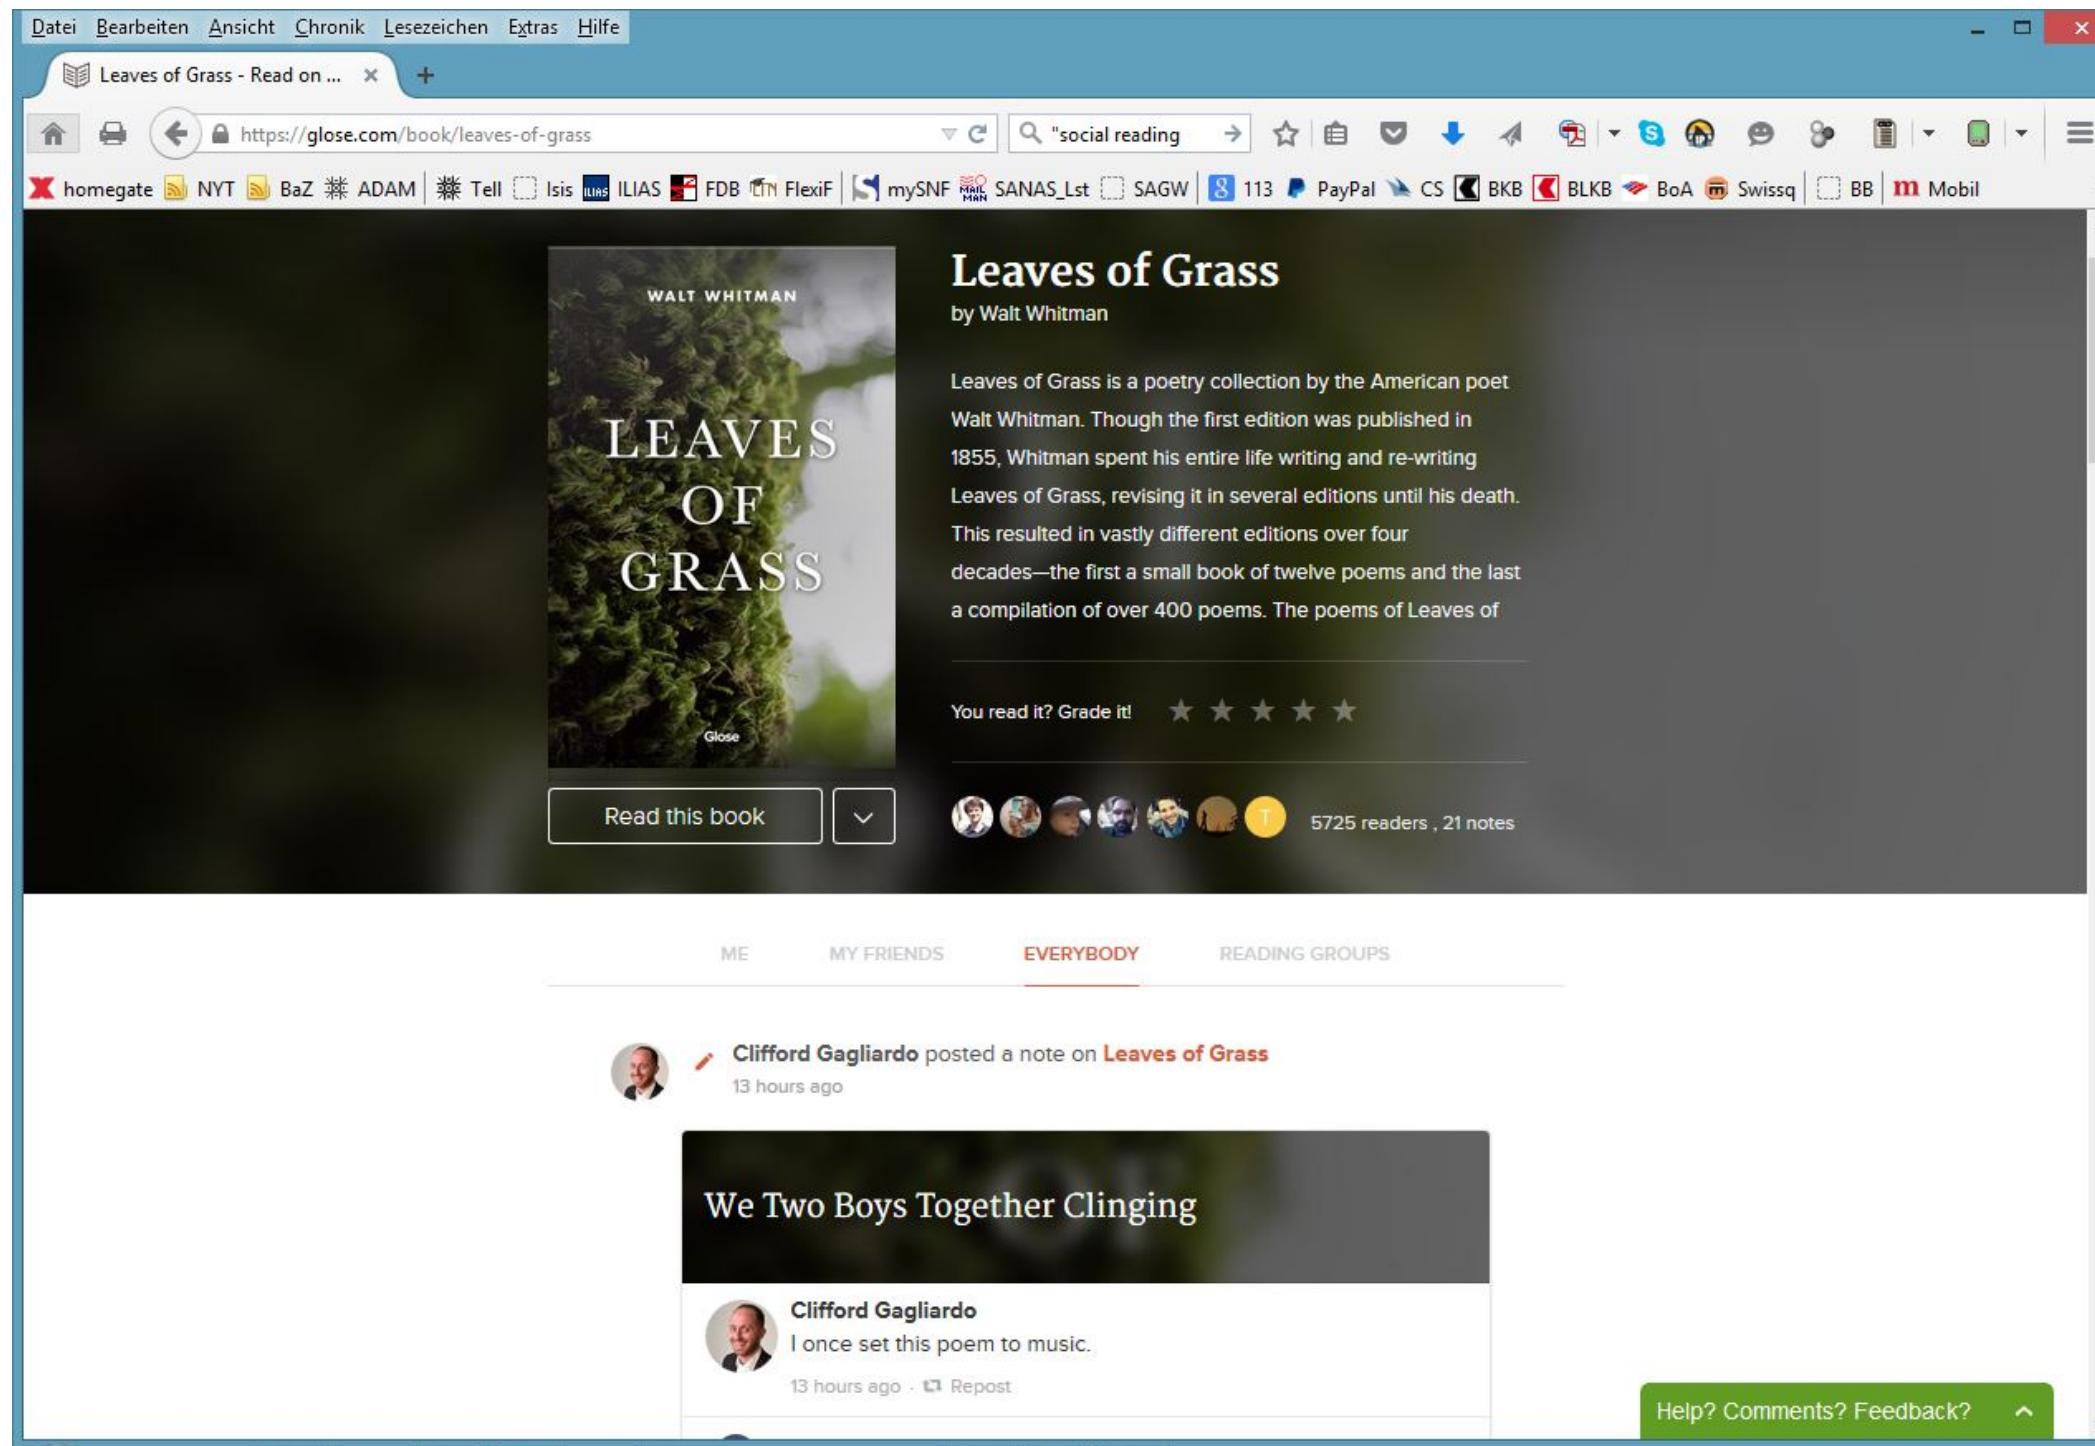 Datei Bearbeiten Ansicht Chronik Lesezeichen Extras Hilfe
Leaves of Grass - Read on ...
https://glose.com/book/leaves-of-grass
"social reading
homegate NYT BaZ ADAM Tell Isis ILIAS ILIAS FDB FlexiF mySNF MAIL MAN SANAS_Lst SAGW 8 113 PayPal CS BKB BLKB BoA Swissq BB m Mobil
WALT WHITMAN
LEAVES
OF
GRASS
Glose
Read this book
Leaves of Grass
by Walt Whitman
Leaves of Grass is a poetry collection by the American poet
Walt Whitman. Though the first edition was published in
1855, Whitman spent his entire life writing and re-writing
Leaves of Grass, revising it in several editions until his death.
This resulted in vastly different editions over four
decades—the first a small book of twelve poems and the last
a compilation of over 400 poems. The poems of Leaves of
You read it? Grade it!
T
5725 readers , 21 notes
ME MY FRIENDS EVERYBODY READING GROUPS
Clifford Gagliardo posted a note on Leaves of Grass
13 hours ago
We Two Boys Together Clinging
Clifford Gagliardo
I once set this poem to music.
13 hours ago · Repost
Help? Comments? Feedback?